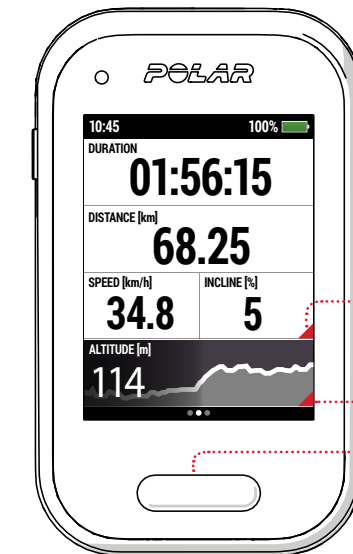 POLAR
10:45 100%
DURATION
01:56:15
DISTANCE [km]
68.25
SPEED [km/h] INCLINE [%]
34.8 5
ALTITUDE [m]
114